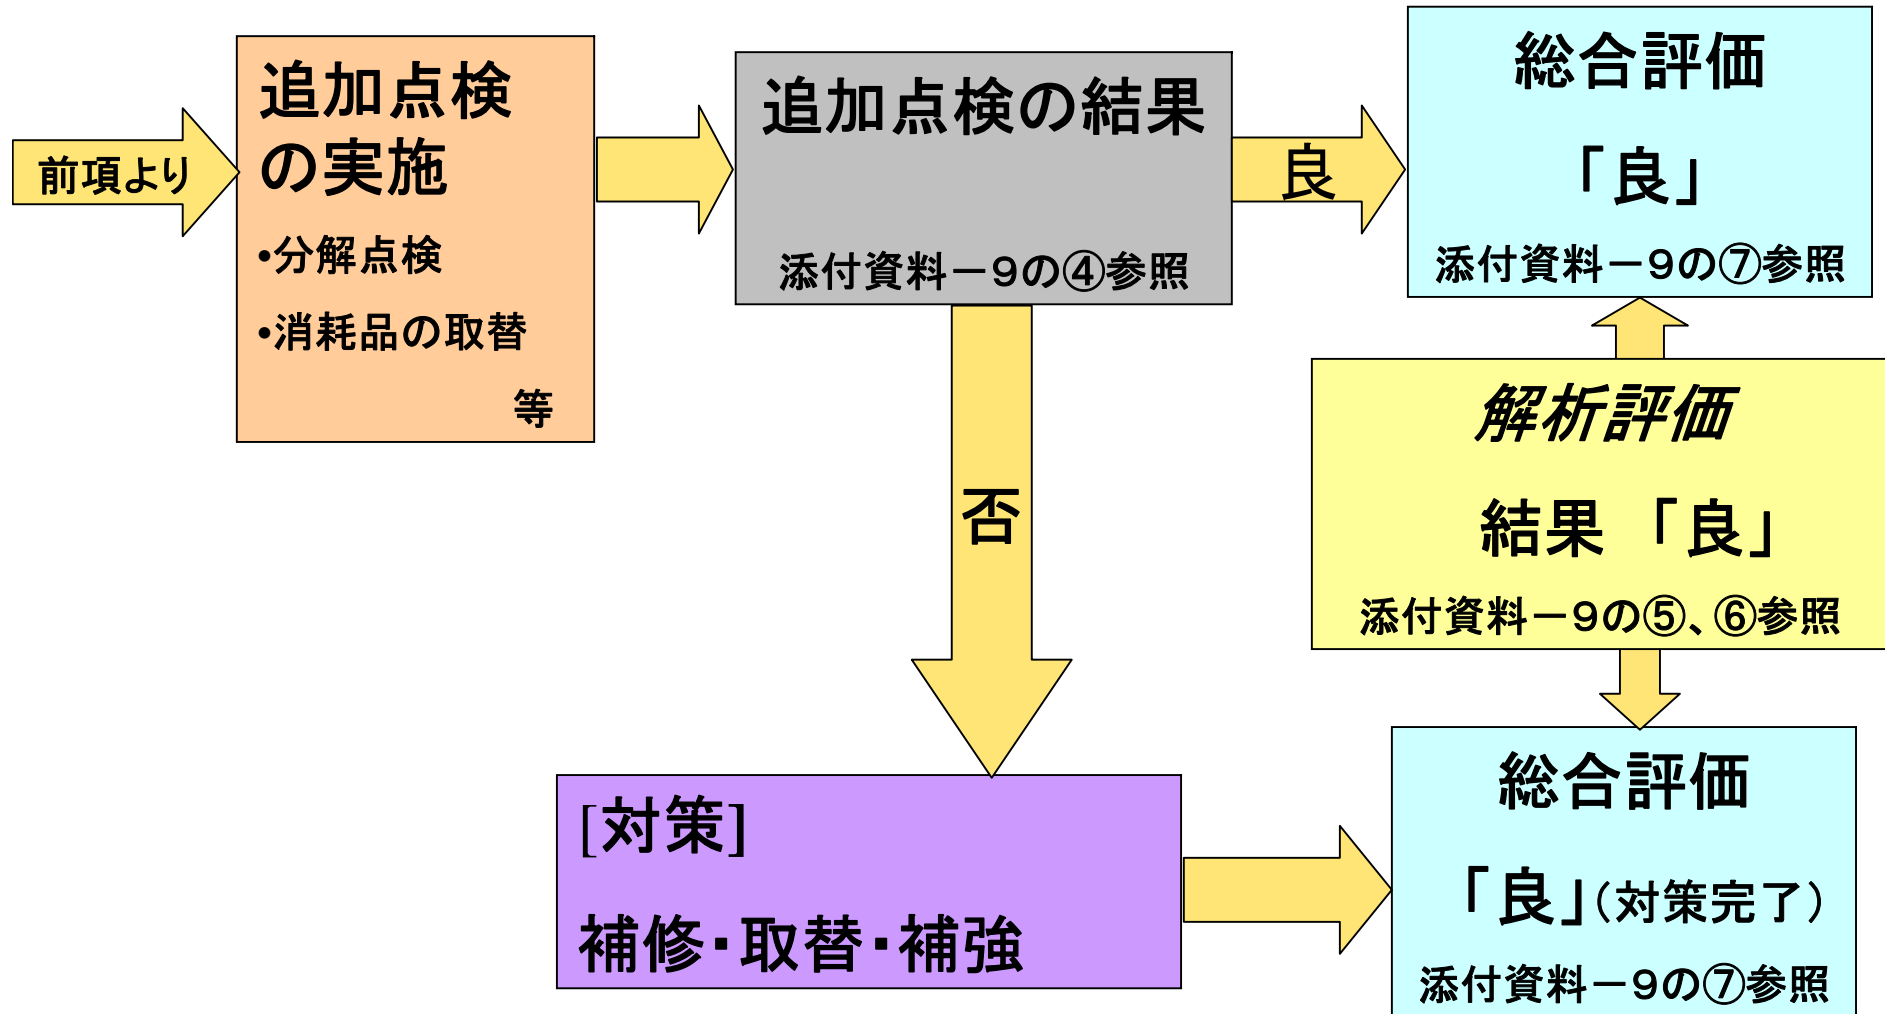 前項より
追加点検
の実施
•分解点検
•消耗品の取替
等
追加点検の結果
添付資料－9の④参照
良
総合評価
「良」
添付資料－9の⑦参照
解析評価
結果 「良」
添付資料－9の⑤、⑥参照
否
[対策]
補修・取替・補強
総合評価
「良」（対策完了）
添付資料－9の⑦参照